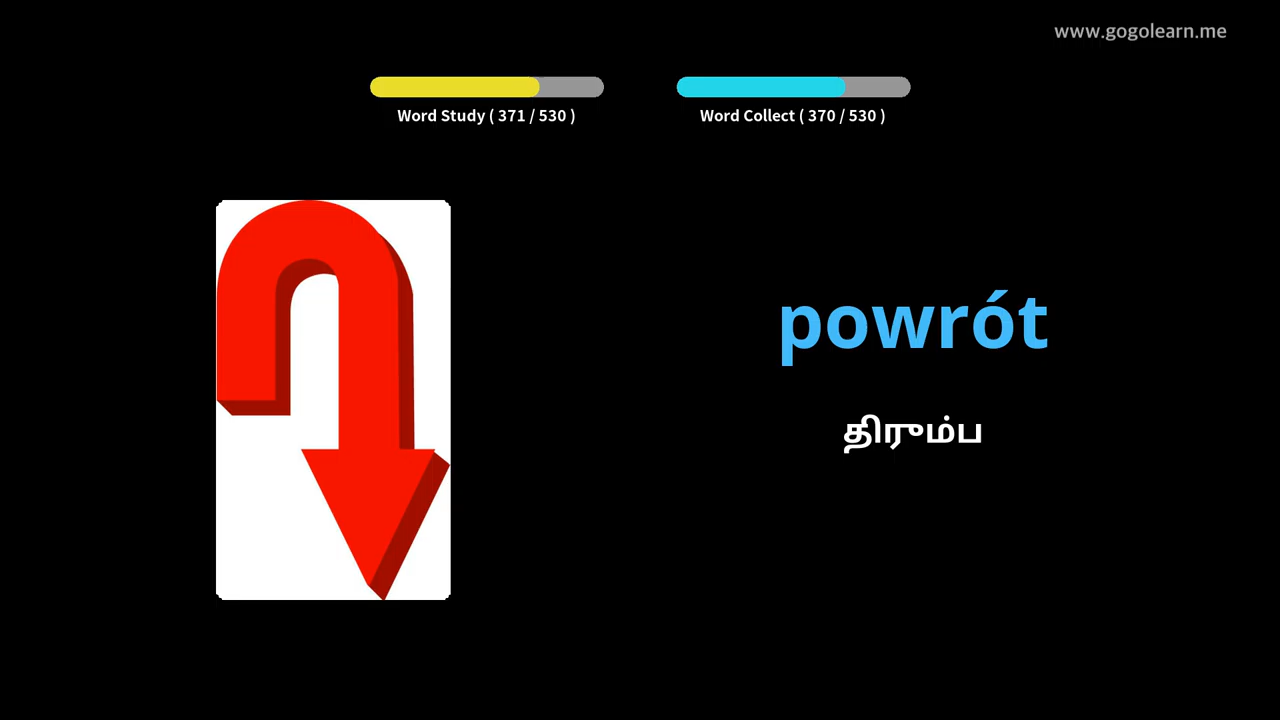 www.gogolearn.me
Word Study ( 371 / 530 )
Word Collect ( 370 / 530 )
powrót
திரும்ப